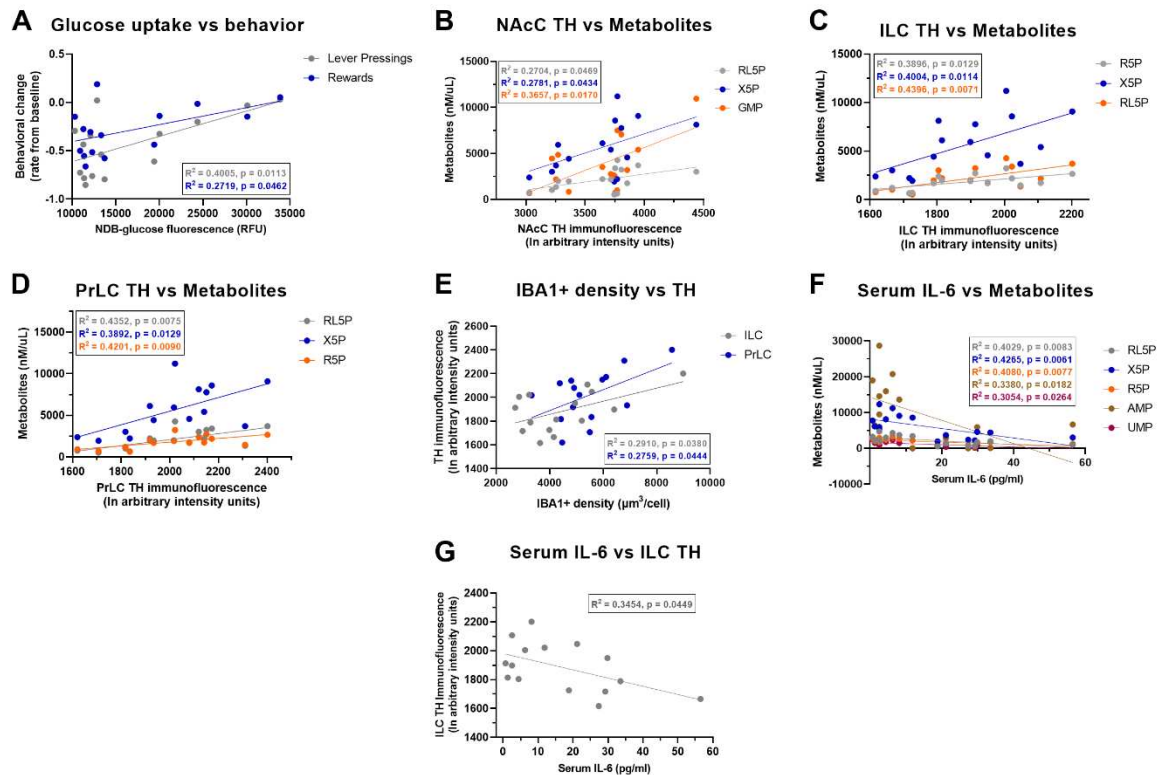 A Glucose uptake vs behavior
Behavioral change
(rate from baseline)
0.5
0.0
-0.5
-1.0
10000 15000 20000 25000 30000 35000
NDB-glucose fluorescence (RFU)
Lever Pressings
Rewards
R² = 0.4005, p = 0.0113
R² = 0.2719, p = 0.0462
B NAcC TH vs Metabolites
Metabolites (nM/uL)
15000
10000
5000
0
3000 3500 4000 4500
NAcC TH immunofluorescence
(In arbitrary intensity units)
R² = 0.2704, p = 0.0469
R² = 0.2781, p = 0.0434
R² = 0.3657, p = 0.0170
RL5P
X5P
GMP
C ILC TH vs Metabolites
Metabolites (nM/uL)
15000
10000
5000
0
1600 1800 2000 2200
ILC TH immunofluorescence
(In arbitrary intensity units)
R² = 0.3896, p = 0.0129
R² = 0.4004, p = 0.0114
R² = 0.4396, p = 0.0071
R5P
X5P
RL5P
D PrLC TH vs Metabolites
Metabolites (nM/uL)
15000
10000
5000
0
1600 1800 2000 2200 2400
PrLC TH immunofluorescence
(In arbitrary intensity units)
R² = 0.4352, p = 0.0075
R² = 0.3892, p = 0.0129
R² = 0.4201, p = 0.0090
RL5P
X5P
R5P
E IBA1+ density vs TH
TH Immunofluorescence
(In arbitrary intensity units)
2600
2400
2200
2000
1800
1600
1400
2000 4000 6000 8000 10000
IBA1+ density (µm³/cell)
ILC
PrLC
R² = 0.2910, p = 0.0380
R² = 0.2759, p = 0.0444
F Serum IL-6 vs Metabolites
Metabolites (nM/uL)
30000
20000
10000
0
-10000
20 40 60
Serum IL-6 (pg/ml)
R² = 0.4029, p = 0.0083
R² = 0.4265, p = 0.0061
R² = 0.4080, p = 0.0077
R² = 0.3380, p = 0.0182
R² = 0.3054, p = 0.0264
RL5P
X5P
R5P
AMP
UMP
G Serum IL-6 vs ILC TH
ILC TH Immunofluorescence
(In arbitrary intensity units)
2400
2200
2000
1800
1600
1400
0 10 20 30 40 50 60
Serum IL-6 (pg/ml)
R² = 0.3454, p = 0.0449